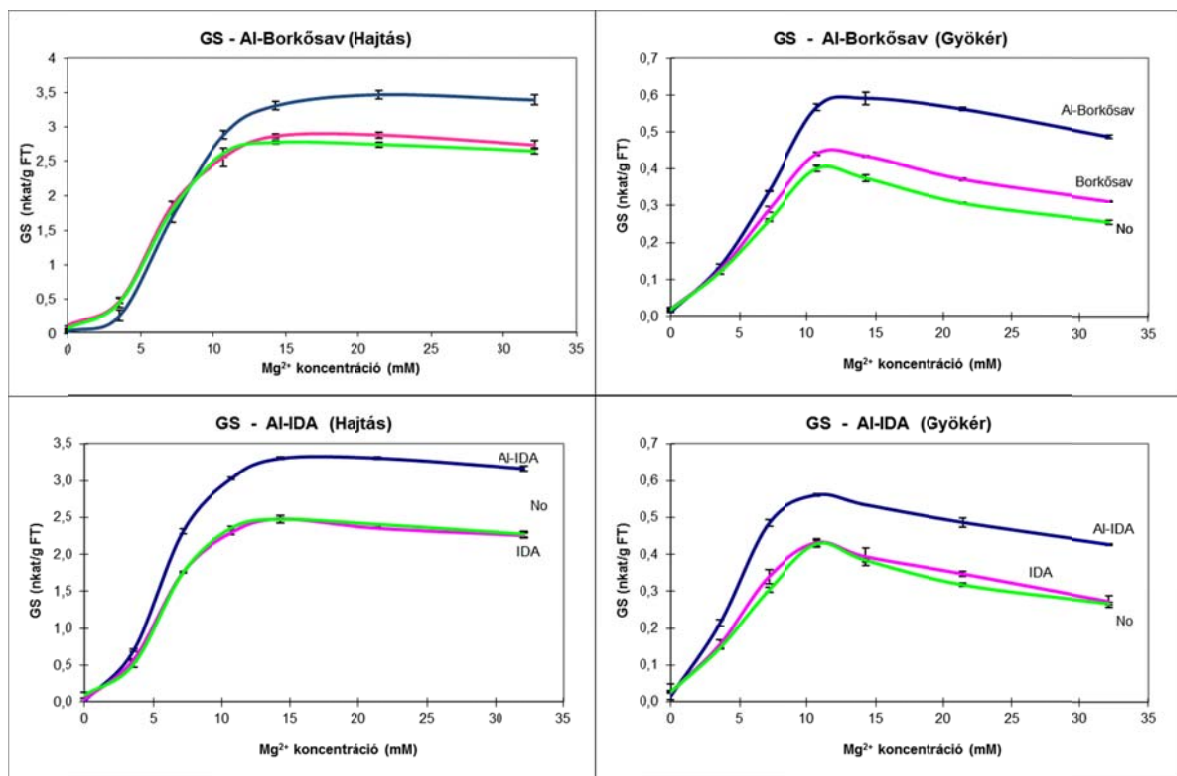 GS - Al-Borkősav (Hajtás)
GS (nkat/g FT)
4
3,5
3
2,5
2
1,5
1
0,5
0
0 5 10 15 20 25 30 35
Mg²⁺ koncentráció (mM)
GS - Al-Borkősav (Gyökér)
GS (nkat/g FT)
0,7
0,6
0,5
0,4
0,3
0,2
0,1
0,0
Al-Borkősav
Borkősav
No
0 5 10 15 20 25 30 35
Mg²⁺ koncentráció (mM)
GS - Al-IDA (Hajtás)
GS (nkat/g FT)
3,5
3,0
2,5
2,0
1,5
1,0
0,5
0,0
Al-IDA
No
IDA
0 5 10 15 20 25 30 35
Mg²⁺ koncentráció (mM)
GS - Al-IDA (Gyökér)
GS (nkat/g FT)
0,7
0,6
0,5
0,4
0,3
0,2
0,1
0,0
Al-IDA
IDA
No
0 5 10 15 20 25 30 35
Mg²⁺ koncentráció (mM)